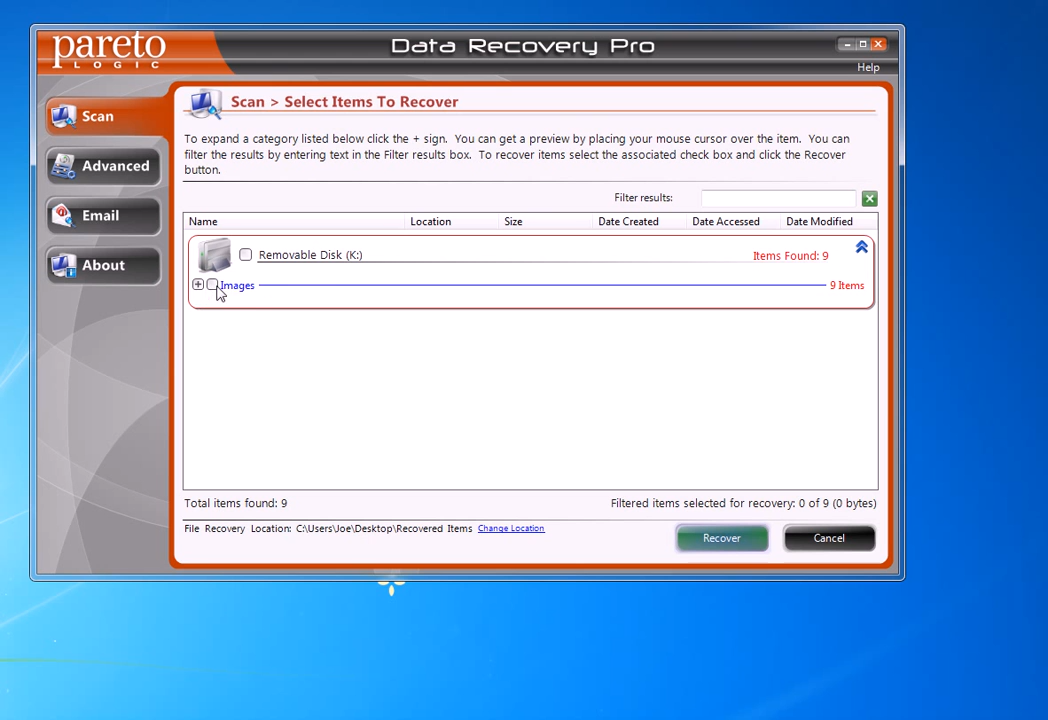 pareto
LOGIC
Data Recovery Pro
Help
Scan
Advanced
Email
About
Scan > Select Items To Recover
To expand a category listed below click the + sign. You can get a preview by placing your mouse cursor over the item. You can
filter the results by entering text in the Filter results box. To recover items select the associated check box and click the Recover
button.
Filter results:
Name Location Size Date Created Date Accessed Date Modified
Removable Disk (K:) Items Found: 9
Images 9 Items
Total items found: 9 Filtered items selected for recovery: 0 of 9 (0 bytes)
File Recovery Location: C:\Users\Joe\Desktop\Recovered Items Change Location
Recover Cancel